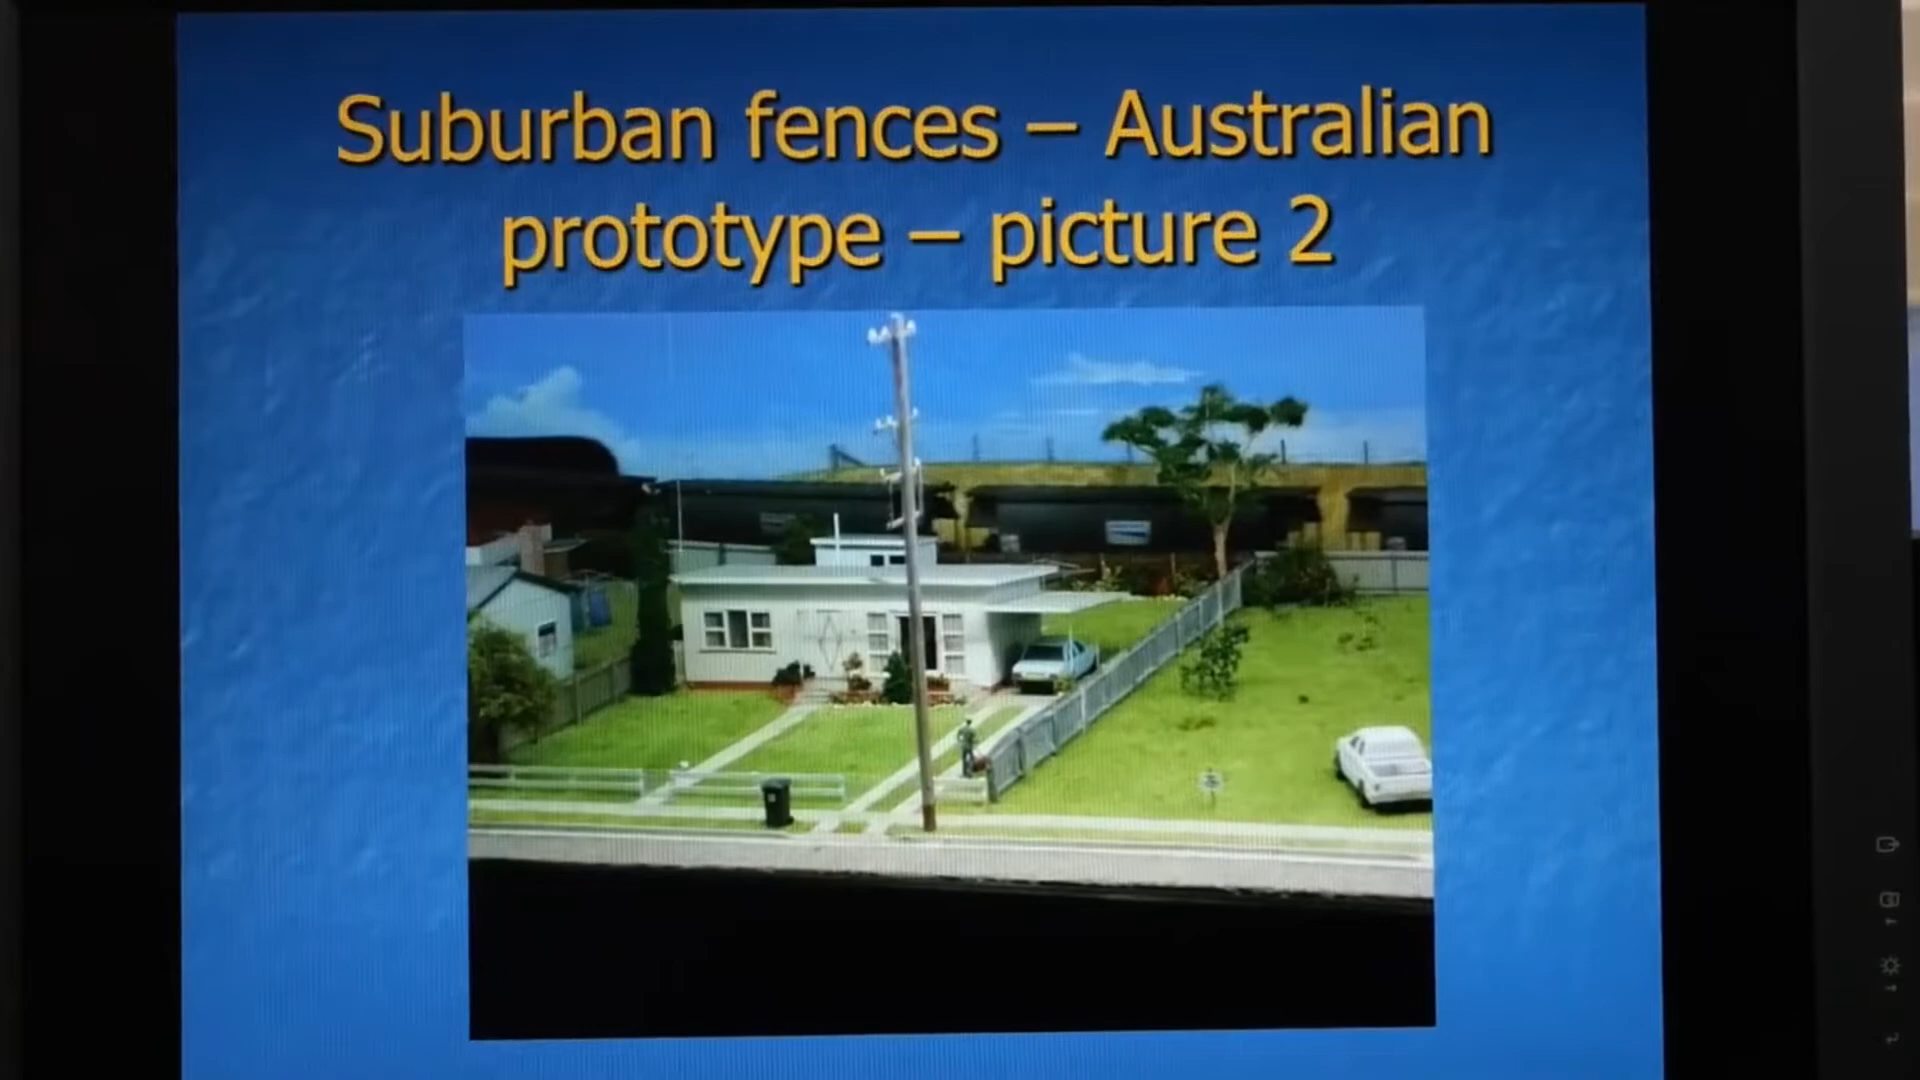 Suburban fences – Australian
prototype – picture 2